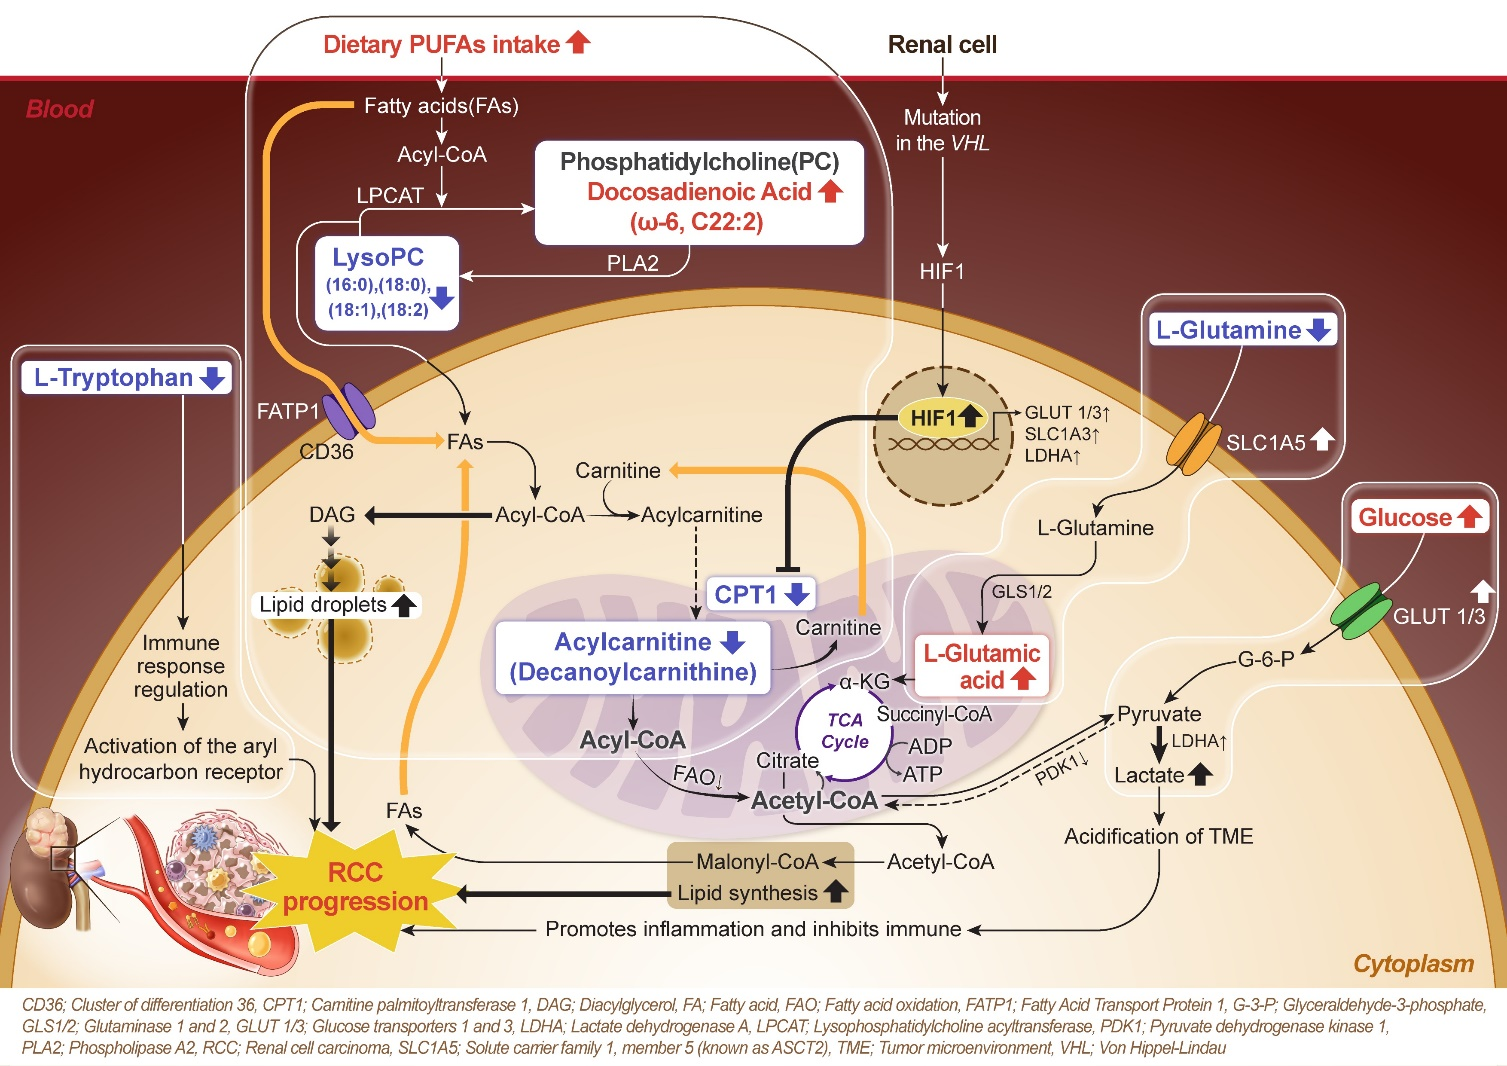 Dietary PUFAs intake
Renal cell
Blood
Fatty acids(FAs)
Acyl-CoA
LPCAT
Phosphatidylcholine(PC)
Docosadienoic Acid
(ω-6, C22:2)
Mutation
in the VHL
LysoPC
(16:0),(18:0),
(18:1),(18:2)
PLA2
HIF1
L-Glutamine
L-Tryptophan
FATP1
CD36
FAs
HIF1
GLUT 1/3↑
SLC1A3↑
LDHA↑
SLC1A5
Carnitine
DAG
Acyl-CoA
Acylcarnitine
L-Glutamine
Glucose
CPT1
GLS1/2
GLUT 1/3
Lipid droplets
Carnitine
Acylcarnitine
(Decanoylcarnithine)
L-Glutamic
acid
Immune
response
regulation
G-6-P
α-KG
Succinyl-CoA
TCA
Cycle
Pyruvate
Acyl-CoA
ADP
ATP
LDHA↑
Activation of the aryl
hydrocarbon receptor
Citrate
FAO↓
PDK1↓
Lactate
Acetyl-CoA
FAs
Acidification of TME
Malonyl-CoA
Acetyl-CoA
Lipid synthesis
RCC
progression
Promotes inflammation and inhibits immune
Cytoplasm
CD36; Cluster of differentiation 36, CPT1; Carnitine palmitoyltransferase 1, DAG; Diacylglycerol, FA; Fatty acid, FAO; Fatty acid oxidation, FATP1; Fatty Acid Transport Protein 1, G-3-P; Glyceraldehyde-3-phosphate,
GLS1/2; Glutaminase 1 and 2, GLUT 1/3; Glucose transporters 1 and 3, LDHA; Lactate dehydrogenase A, LPCAT; Lysophosphatidylcholine acyltransferase, PDK1; Pyruvate dehydrogenase kinase 1,
PLA2; Phospholipase A2, RCC; Renal cell carcinoma, SLC1A5; Solute carrier family 1, member 5 (known as ASCT2), TME; Tumor microenvironment, VHL; Von Hippel-Lindau